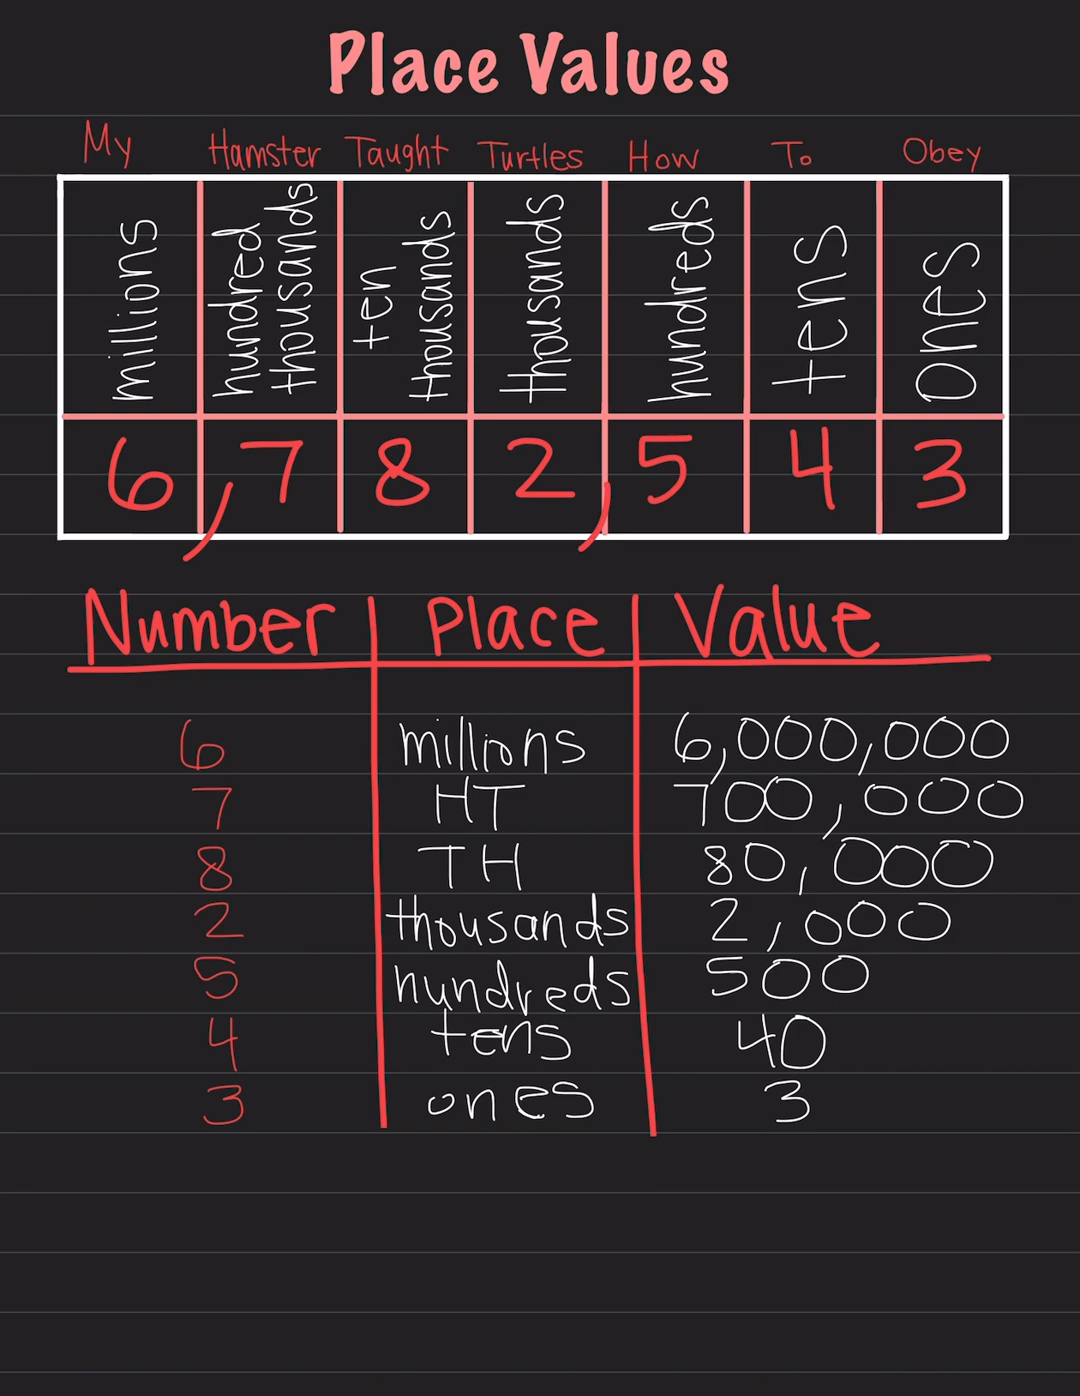 Place Values
My Hamster Taught Turtles How To Obey
millions hundred thousands ten thousands thousands hundreds tens ones
6,782,543
Number Place Value
6 millions 6,000,000
7 HT 700,000
8 TH 80,000
2 thousands 2,000
5 hundreds 500
4 tens 40
3 ones 3